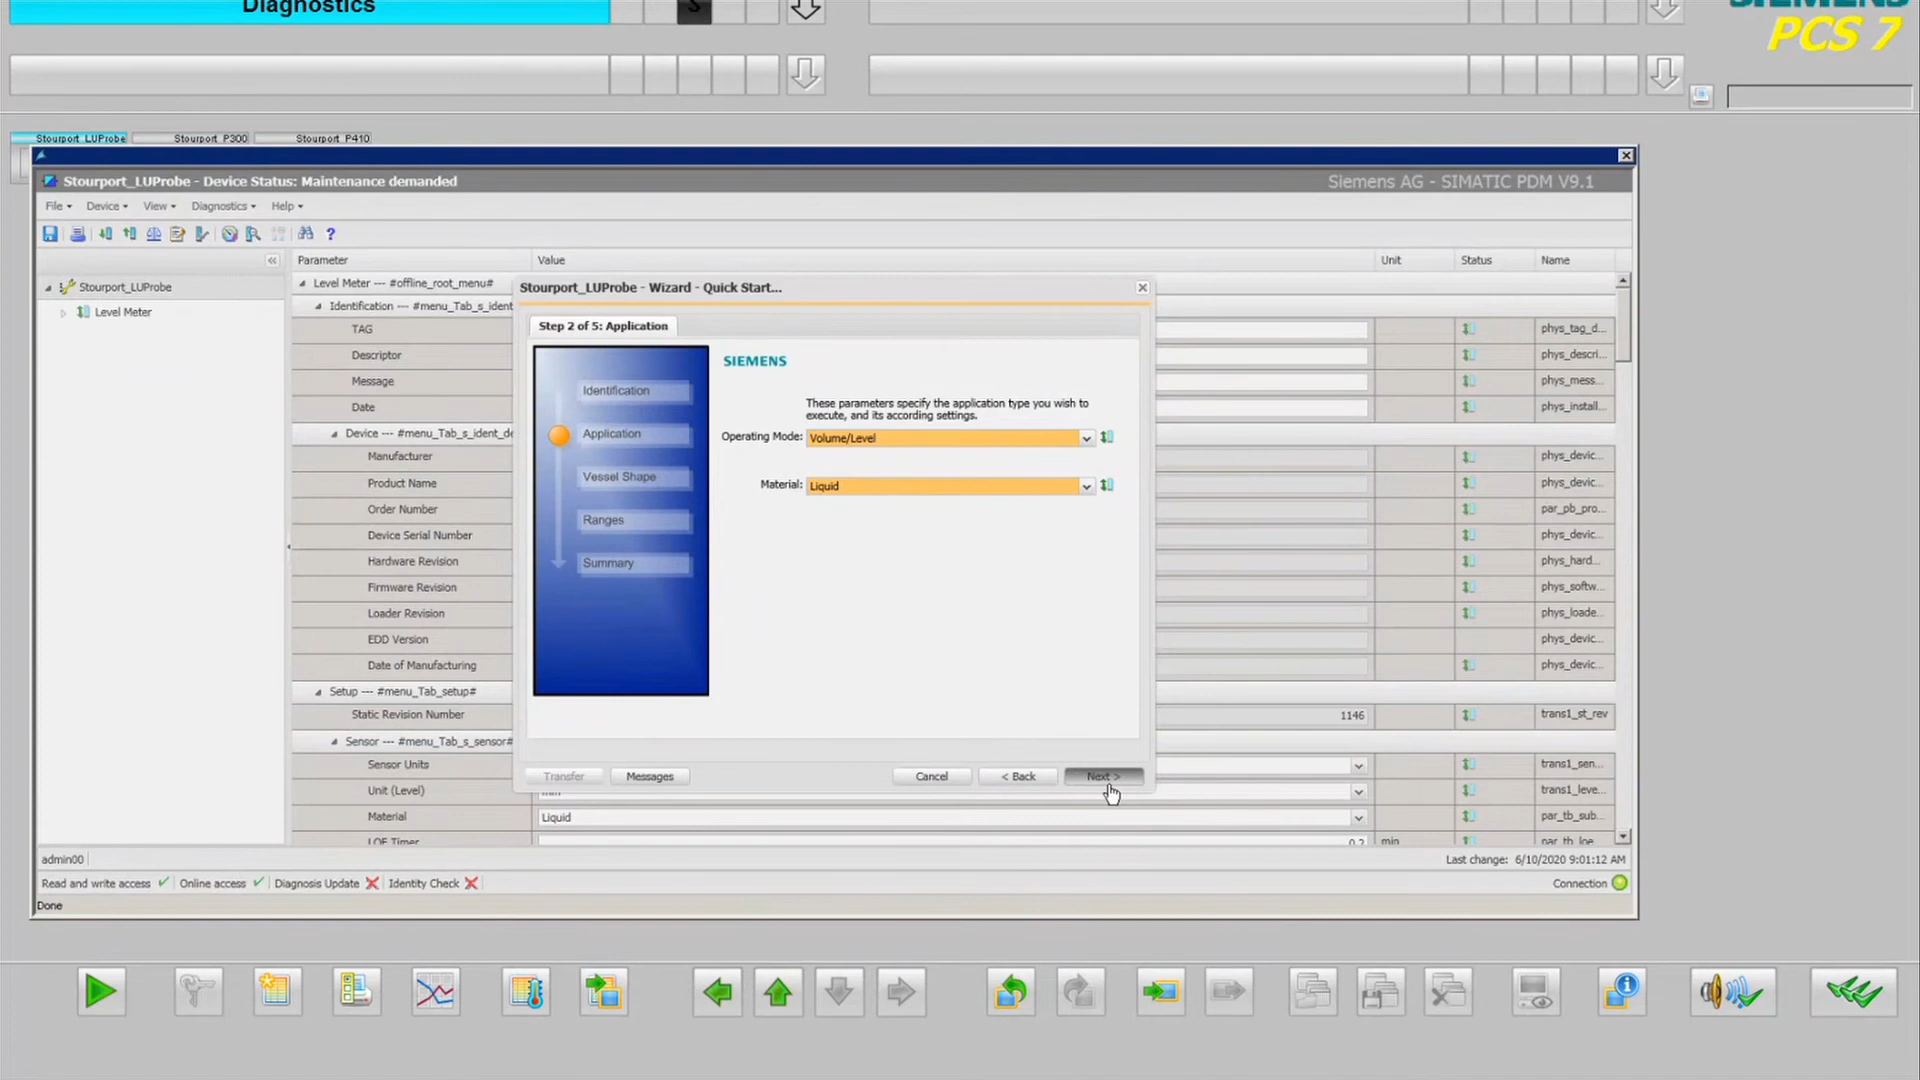 Diagnostics
S
SIEMENS
PCS 7
Stourport_LUProbe
Stourport_P300
Stourport_P410
Stourport_LUProbe - Device Status: Maintenance demanded
Siemens AG - SIMATIC PDM V9.1
File
Device
View
Diagnostics
Help
?
Parameter
Value
Unit
Status
Name
Stourport_LUProbe
Level Meter
Level Meter --- #offline_root_menu#
Identification --- #menu_Tab_s_ident
TAG
phys_tag_d...
Descriptor
phys_descri...
Message
phys_mess...
Date
phys_install...
Device --- #menu_Tab_s_ident_de
Manufacturer
phys_devic...
Product Name
phys_devic...
Order Number
par_pb_pro...
Device Serial Number
phys_devic...
Hardware Revision
phys_hard...
Firmware Revision
phys_softw...
Loader Revision
phys_loade...
EDD Version
phys_devic...
Date of Manufacturing
phys_devic...
Setup --- #menu_Tab_setup#
Static Revision Number
1146
trans1_st_rev
Sensor --- #menu_Tab_s_sensor#
Sensor Units
trans1_sen...
Unit (Level)
trans1_leve...
Material
Liquid
par_tb_sub...
LOE Timer
0.2
min
par_tb_loe
Stourport_LUProbe - Wizard - Quick Start...
Step 2 of 5: Application
Identification
Application
Vessel Shape
Ranges
Summary
SIEMENS
These parameters specify the application type you wish to
execute, and its according settings.
Operating Mode:
Volume/Level
Material:
Liquid
Transfer
Messages
Cancel
< Back
Next >
admin00
Last change: 6/10/2020 9:01:12 AM
Read and write access
Online access
Diagnosis Update
Identity Check
Connection
Done